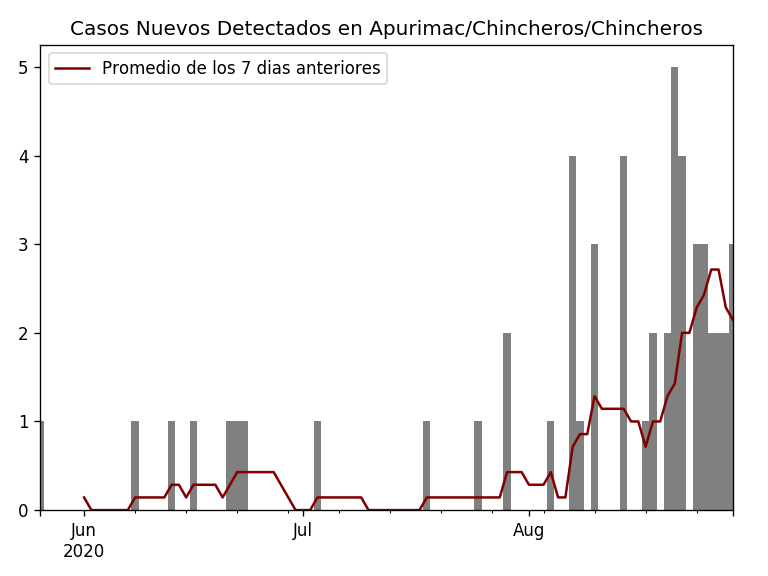 Casos Nuevos Detectados en Apurimac/Chincheros/Chincheros
Promedio de los 7 dias anteriores
5
4
3
2
1
0
Jun
2020
Jul
Aug